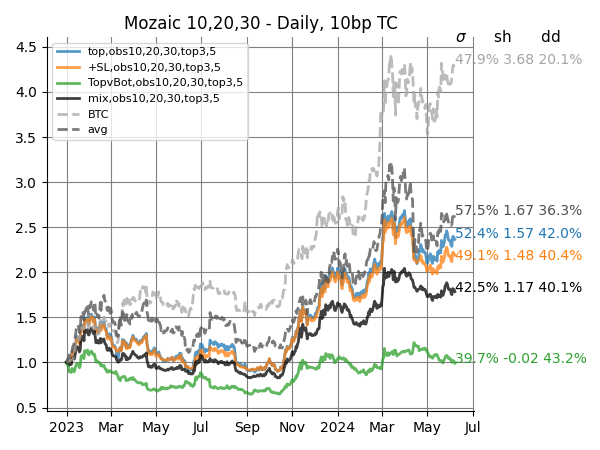 Mozaic 10,20,30 - Daily, 10bp TC
σ sh dd
top,obs10,20,30,top3,5
+SL,obs10,20,30,top3,5
TopvBot,obs10,20,30,top3,5
mix,obs10,20,30,top3,5
BTC
avg
47.9% 3.68 20.1%
57.5% 1.67 36.3%
52.4% 1.57 42.0%
49.1% 1.48 40.4%
42.5% 1.17 40.1%
39.7% -0.02 43.2%
4.5
4.0
3.5
3.0
2.5
2.0
1.5
1.0
0.5
2023 Mar May Jul Sep Nov 2024 Mar May Jul